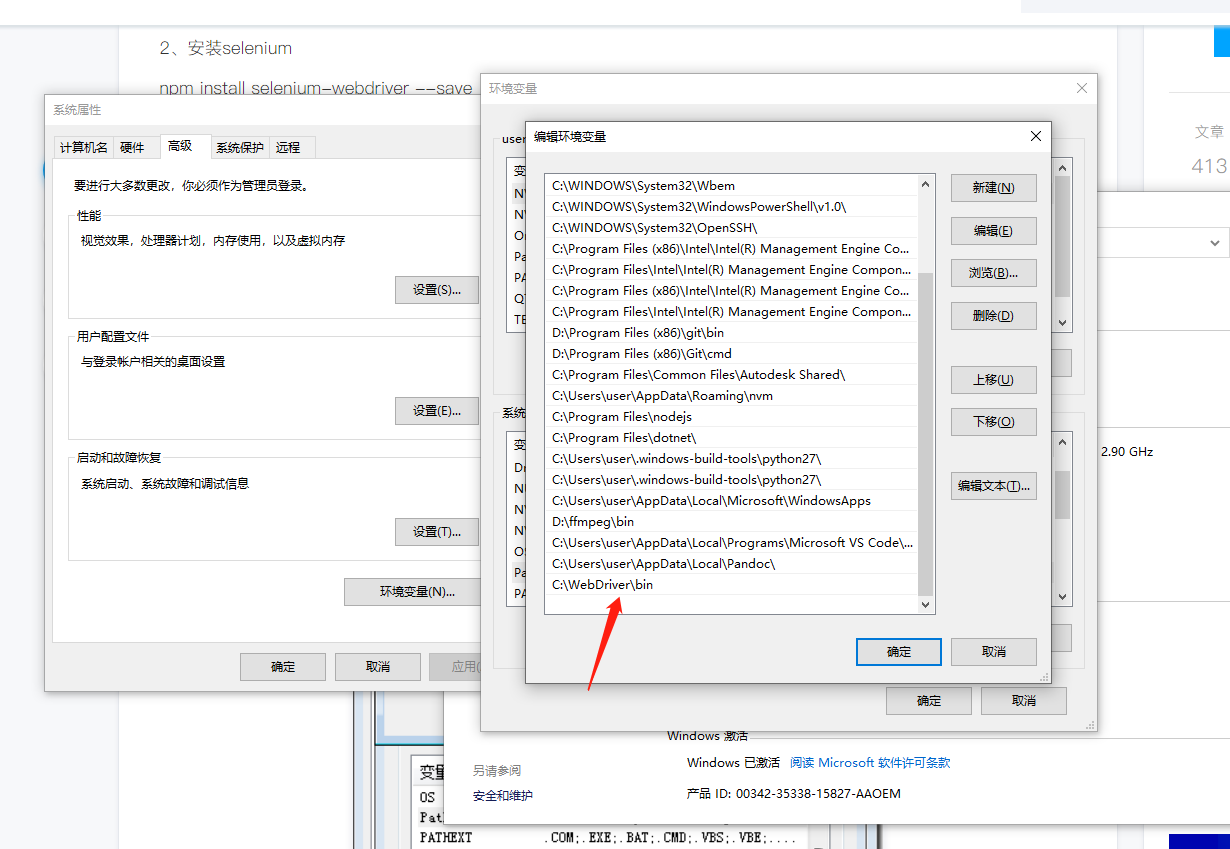 2、安装selenium
npm install selenium-webdriver --save
文章
413
系统属性
计算机名
硬件
高级
系统保护
远程
要进行大多数更改，你必须作为管理员登录。
性能
视觉效果，处理器计划，内存使用，以及虚拟内存
设置(S)...
用户配置文件
与登录帐户相关的桌面设置
设置(E)...
启动和故障恢复
系统启动、系统故障和调试信息
设置(T)...
环境变量(N)...
确定
取消
应用(
环境变量
user
变
系统
变
编辑环境变量
C:\WINDOWS\System32\Wbem
C:\WINDOWS\System32\WindowsPowerShell\v1.0\
C:\WINDOWS\System32\OpenSSH\
C:\Program Files (x86)\Intel\Intel(R) Management Engine Co...
C:\Program Files\Intel\Intel(R) Management Engine Compon...
C:\Program Files (x86)\Intel\Intel(R) Management Engine Co...
C:\Program Files\Intel\Intel(R) Management Engine Compon...
D:\Program Files (x86)\git\bin
D:\Program Files (x86)\Git\cmd
C:\Program Files\Common Files\Autodesk Shared\
C:\Users\user\AppData\Roaming\nvm
C:\Program Files\nodejs
C:\Program Files\dotnet\
C:\Users\user\.windows-build-tools\python27\
C:\Users\user\.windows-build-tools\python27\
C:\Users\user\AppData\Local\Microsoft\WindowsApps
D:\ffmpeg\bin
C:\Users\user\AppData\Local\Programs\Microsoft VS Code\...
C:\Users\user\AppData\Local\Pandoc\
C:\WebDriver\bin
新建(N)
编辑(E)
浏览(B)...
删除(D)
上移(U)
下移(O)
编辑文本(T)...
确定
取消
确定
取消
2.90 GHz
Windows 激活
Windows 已激活 阅读 Microsoft 软件许可条款
产品 ID: 00342-35338-15827-AAOEM
另请参阅
安全和维护
变量
OS
Pat
PATHEXT .COM;.EXE;.BAT;.CMD;.VBS;.VBE;....